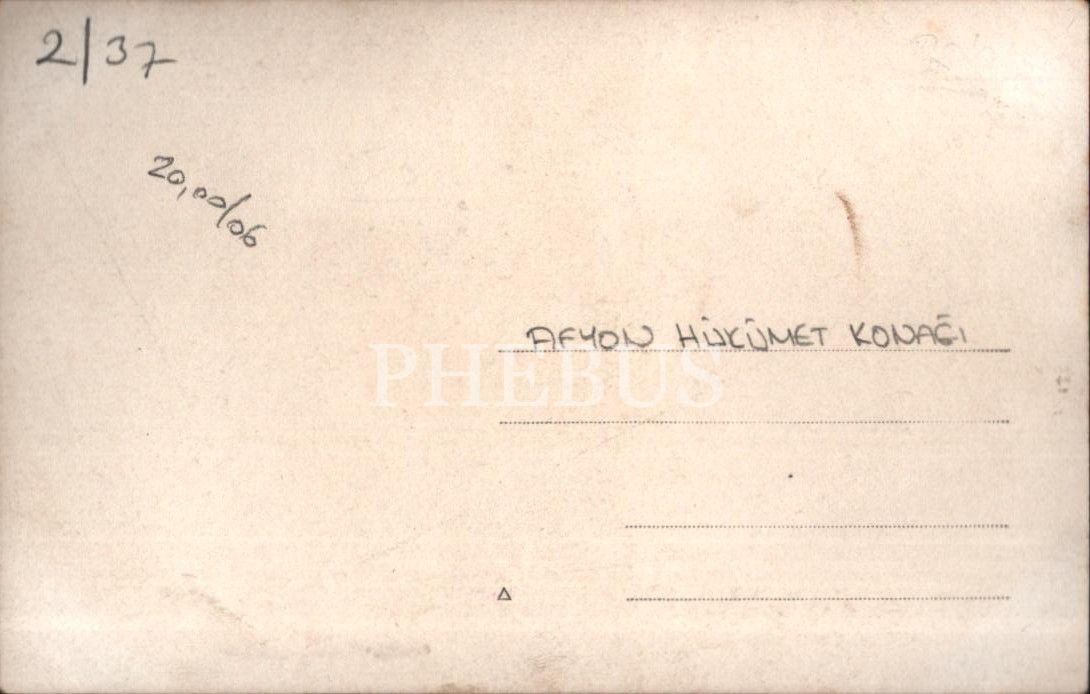 2/37
20,00/06
AFYON HÜKÜMET KONAĞI
PHEBUS